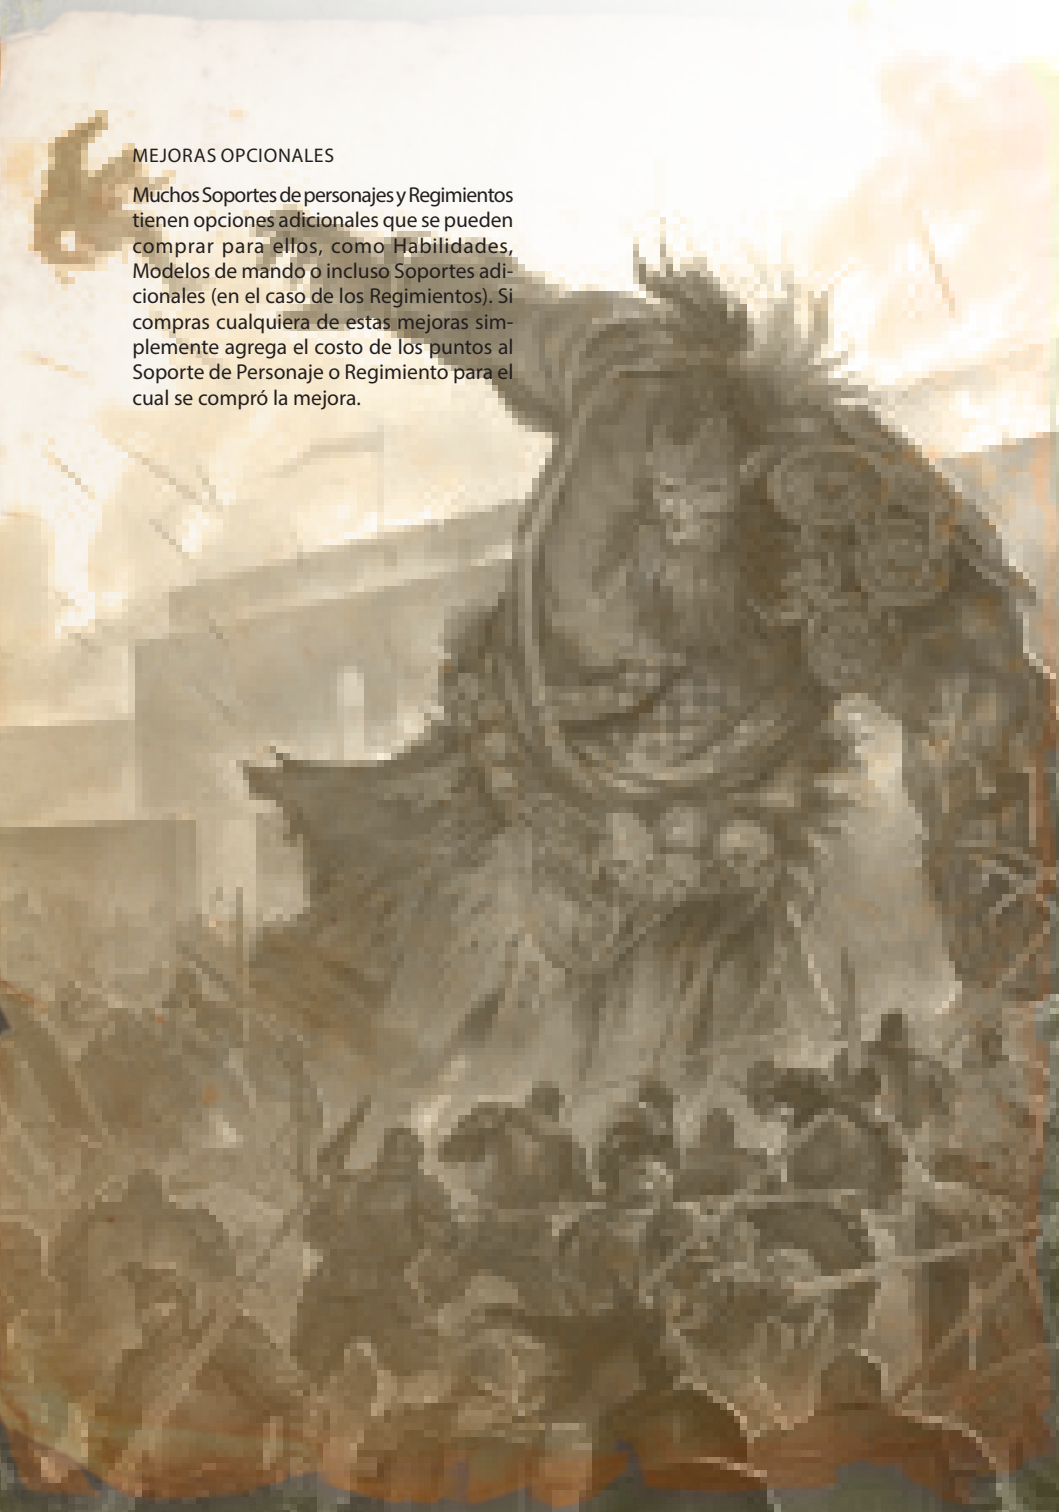 MEJORAS OPCIONALES
Muchos Soportes de personajes y Regimientos
tienen opciones adicionales que se pueden
comprar para ellos, como Habilidades,
Modelos de mando o incluso Soportes adi-
cionales (en el caso de los Regimientos). Si
compras cualquiera de estas mejoras sim-
plemente agrega el costo de los puntos al
Soporte de Personaje o Regimiento para el
cual se compró la mejora.